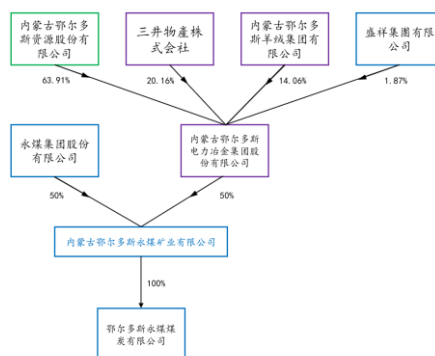 内蒙古鄂尔多
斯资源股份有
限公司
三井物産株
式会社
内蒙古鄂尔多
斯羊绒集团有
限公司
盛祥集團有限
公司
63.91%
20.16%
14.06%
1.87%
永煤集团股份
有限公司
内蒙古鄂尔多斯
电力冶金集团股
份有限公司
50%
50%
内蒙古鄂尔多斯永煤矿业有限公司
100%
鄂尔多斯永煤煤
炭有限公司